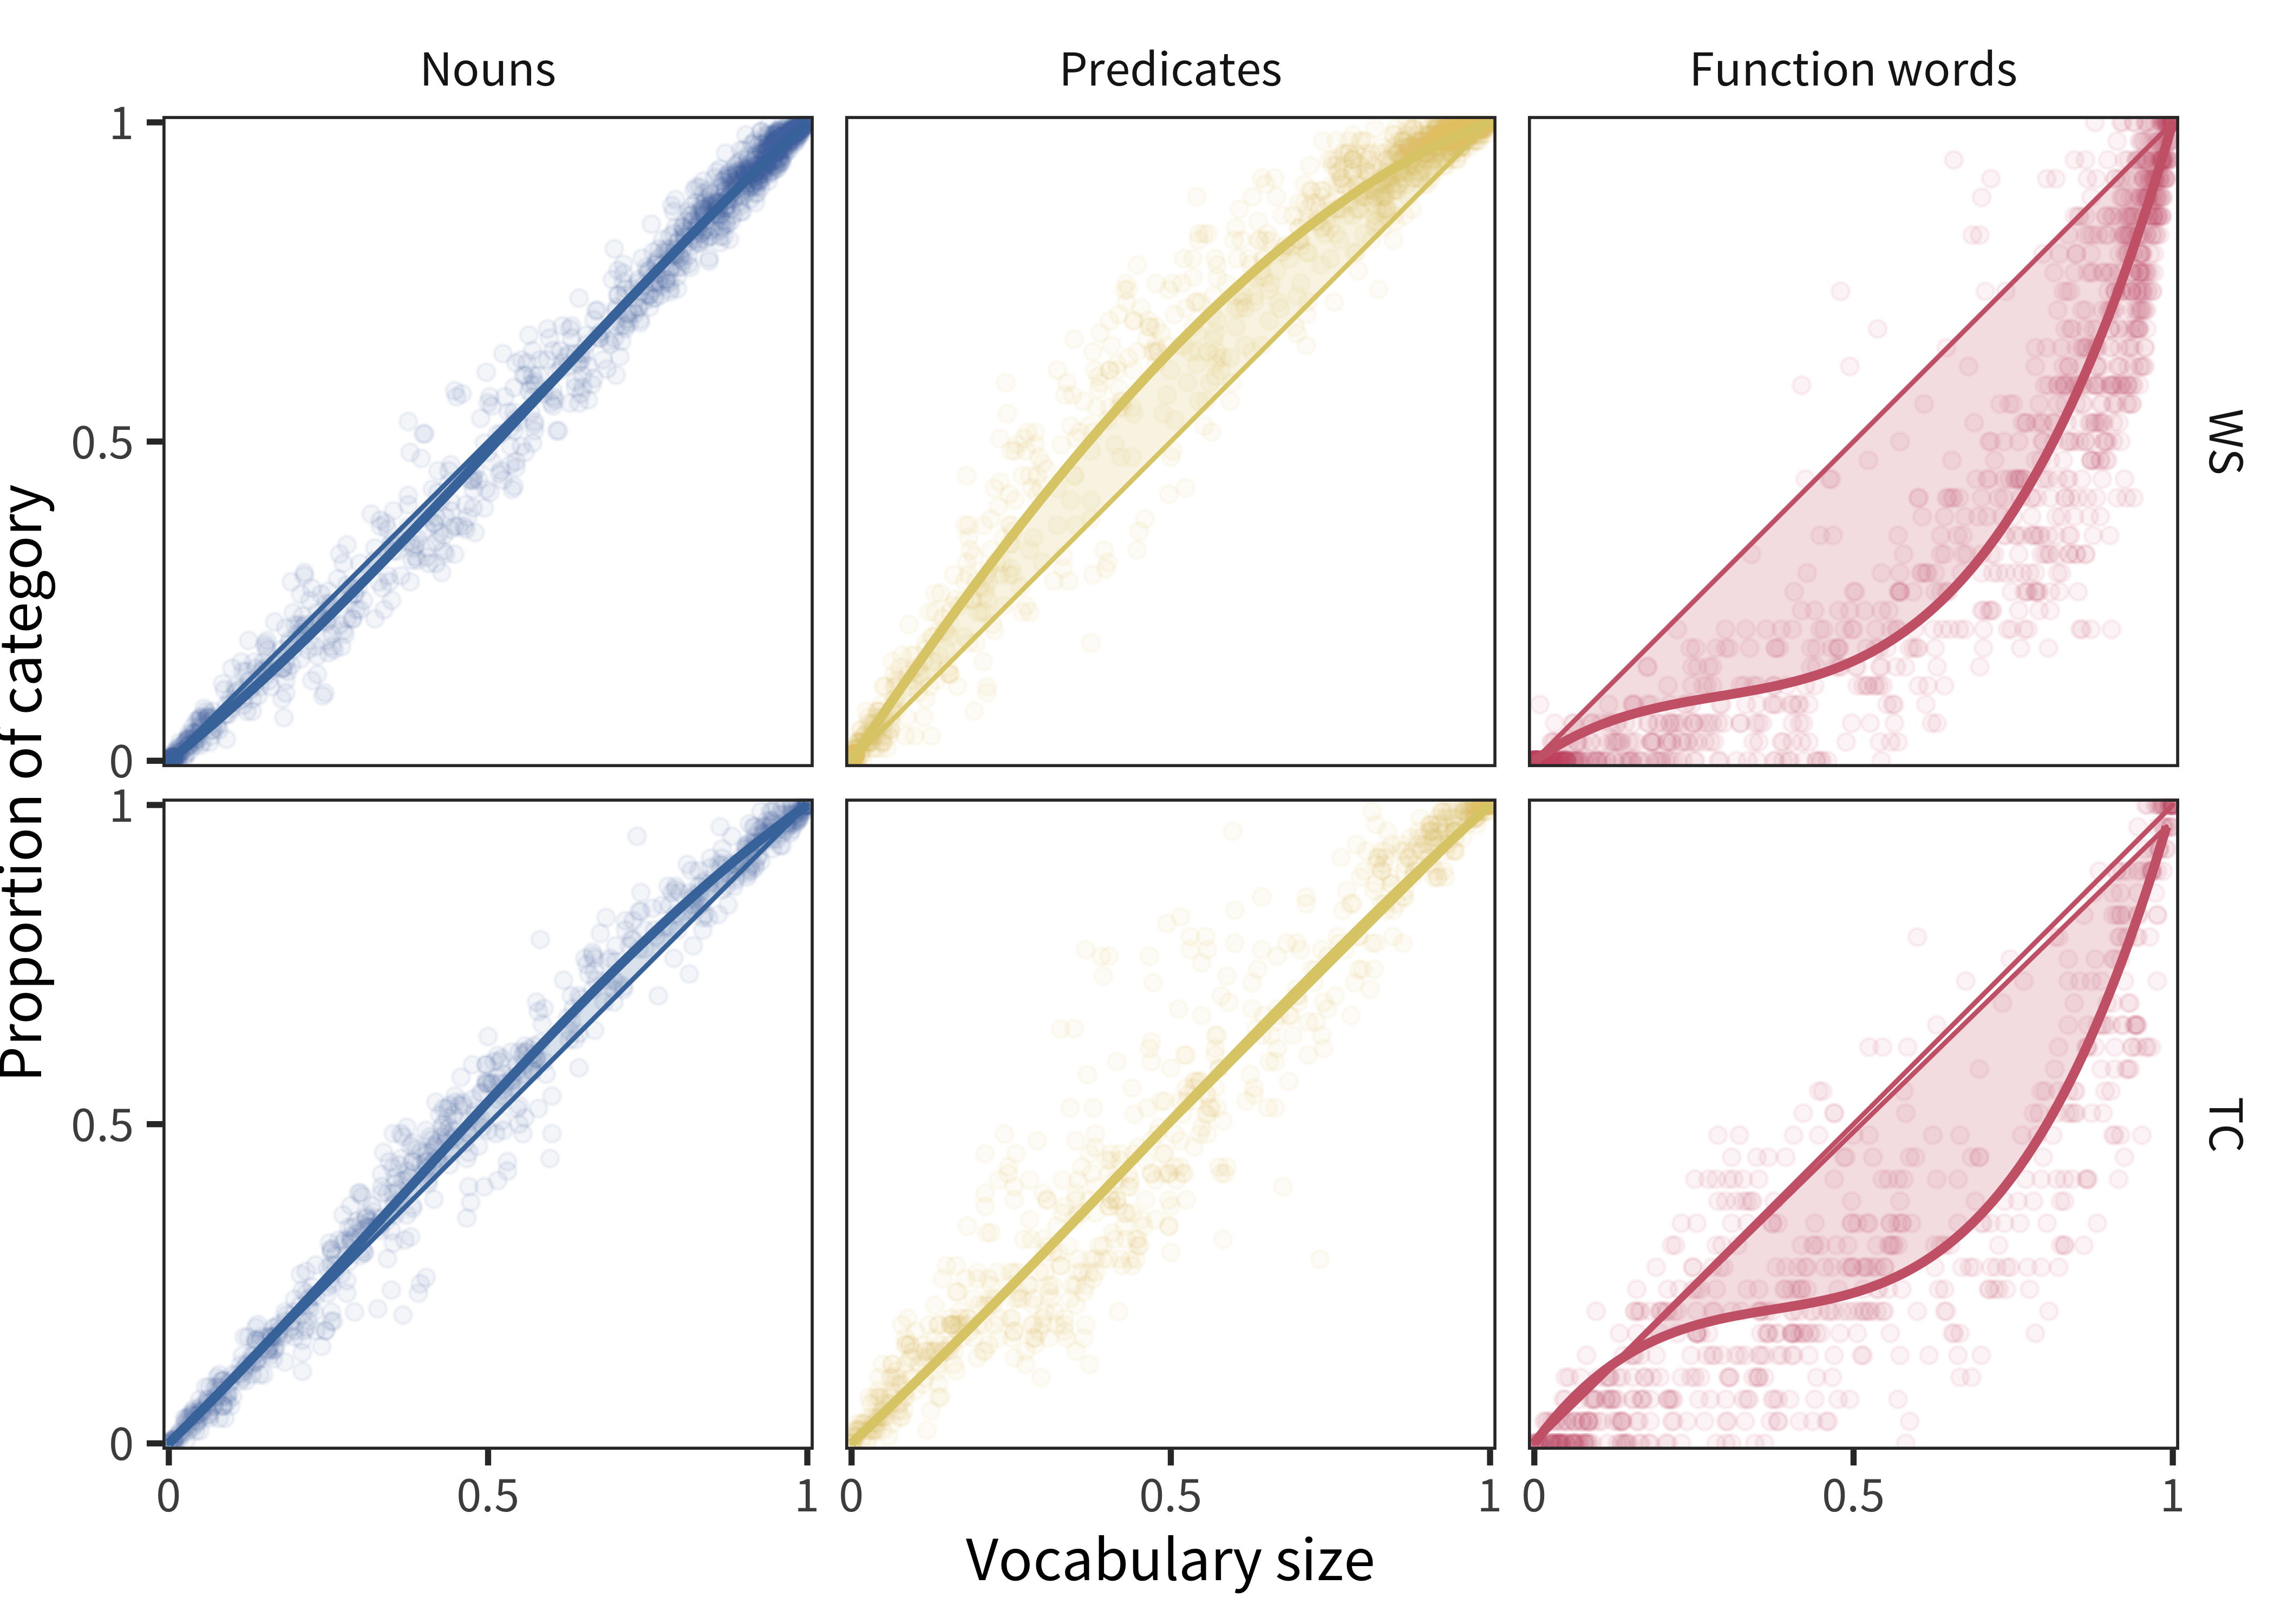 Nouns Predicates Function words
Proportion of category
1
0.5
0
WS
1
0.5
0
TC
0 0.5 1 0 0.5 1 0 0.5 1
Vocabulary size